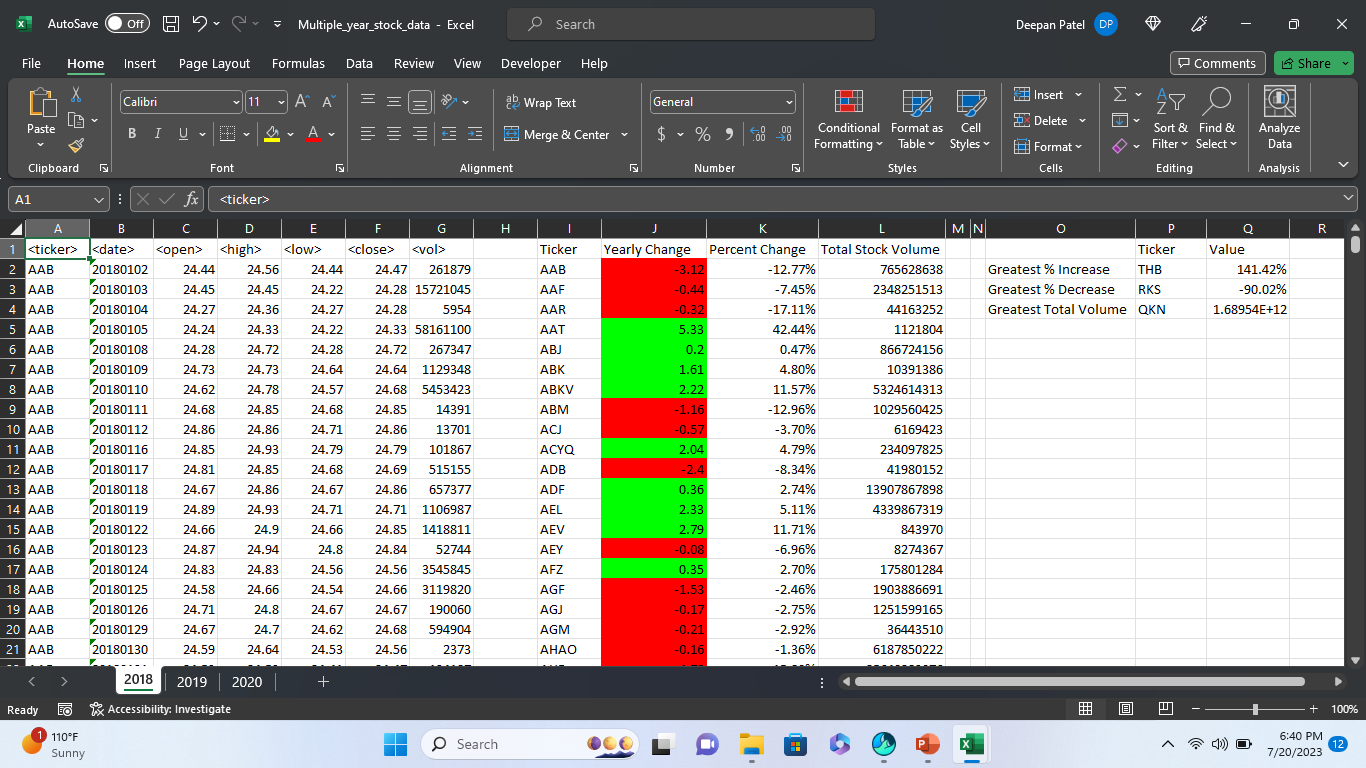 AutoSave Off Multiple_year_stock_data - Excel Search Deepan Patel DP
File Home Insert Page Layout Formulas Data Review View Developer Help Comments Share
Calibri 11 Wrap Text General Insert
Paste Merge & Center Conditional Formatting Format as Table Cell Styles Delete Format Sort & Filter Find & Select Analyze Data
Clipboard Font Alignment Number Styles Cells Editing Analysis
A1 fx <ticker>
A B C D E F G H I J K L M N O P Q R
1 <ticker> <date> <open> <high> <low> <close> <vol> Ticker Yearly Change Percent Change Total Stock Volume Ticker Value
2 AAB 20180102 24.44 24.56 24.44 24.47 261879 AAB -3.12 -12.77% 765628638 Greatest % Increase THB 141.42%
3 AAB 20180103 24.45 24.45 24.22 24.28 15721045 AAF -0.44 -7.45% 2348251513 Greatest % Decrease RKS -90.02%
4 AAB 20180104 24.27 24.36 24.27 24.28 5954 AAR -0.32 -17.11% 44163252 Greatest Total Volume QKN 1.68954E+12
5 AAB 20180105 24.24 24.33 24.22 24.33 58161100 AAT 5.33 42.44% 1121804
6 AAB 20180108 24.28 24.72 24.28 24.72 267347 ABJ 0.2 0.47% 866724156
7 AAB 20180109 24.73 24.73 24.64 24.64 1129348 ABK 1.61 4.80% 10391386
8 AAB 20180110 24.62 24.78 24.57 24.68 5453423 ABKV 2.22 11.57% 5324614313
9 AAB 20180111 24.68 24.85 24.68 24.85 14391 ABM -1.16 -12.96% 1029560425
10 AAB 20180112 24.86 24.86 24.71 24.86 13701 ACJ -0.57 -3.70% 6169423
11 AAB 20180116 24.85 24.93 24.79 24.79 101867 ACYQ 2.04 4.79% 234097825
12 AAB 20180117 24.81 24.85 24.68 24.69 515155 ADB -2.4 -8.34% 41980152
13 AAB 20180118 24.67 24.86 24.67 24.86 657377 ADF 0.36 2.74% 13907867898
14 AAB 20180119 24.89 24.93 24.71 24.71 1106987 AEL 2.33 5.11% 4339867319
15 AAB 20180122 24.66 24.9 24.66 24.85 1418811 AEV 2.79 11.71% 843970
16 AAB 20180123 24.87 24.94 24.8 24.84 52744 AEY -0.08 -6.96% 8274367
17 AAB 20180124 24.83 24.83 24.56 24.56 3545845 AFZ 0.35 2.70% 175801284
18 AAB 20180125 24.58 24.66 24.54 24.66 3119820 AGF -1.53 -2.46% 1903886691
19 AAB 20180126 24.71 24.8 24.67 24.67 190060 AGJ -0.17 -2.75% 1251599165
20 AAB 20180129 24.67 24.7 24.62 24.68 594904 AGM -0.21 -2.92% 36443510
21 AAB 20180130 24.59 24.64 24.53 24.56 2373 AHAO -0.16 -1.36% 6187850222
2018 2019 2020
Ready Accessibility: Investigate 100%
1 110°F Search 6:40 PM
Sunny 7/20/2023 12